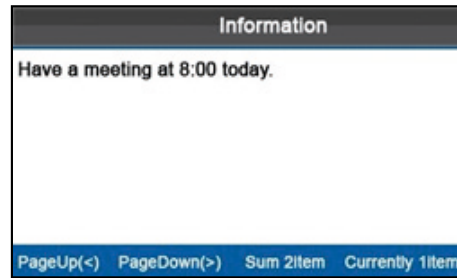 Information
Have a meeting at 8:00 today.
PageUp(<) PageDown(>) Sum 2Item Currently 1Item